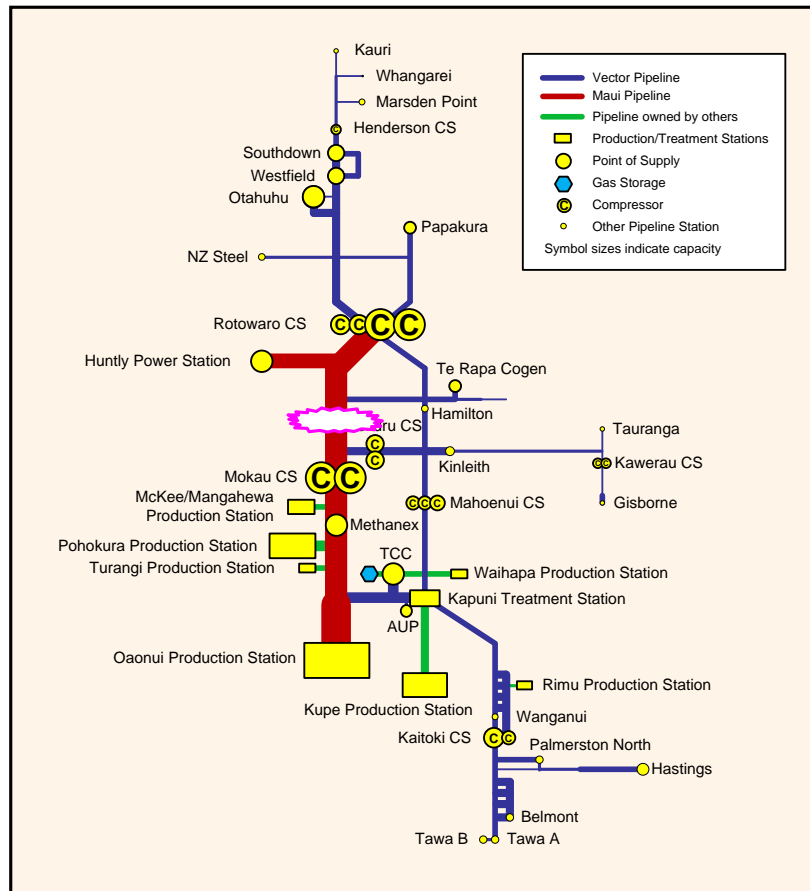 Kauri
Whangarei
Marsden Point
Henderson CS
Southdown
Westfield
Otahuhu
Papakura
NZ Steel
Vector Pipeline
Maui Pipeline
Pipeline owned by others
Production/Treatment Stations
Point of Supply
Gas Storage
C
Compressor
Other Pipeline Station
Symbol sizes indicate capacity
Rotowaro CS
C C C C
Huntly Power Station
Te Rapa Cogen
Hamilton
CS
Tauranga
Kinleith
Kawerau CS
Gisborne
Mokau CS
C C
Mahoenui CS
McKee/Mangahewa
Production Station
Methanex
Pohokura Production Station
Turangi Production Station
TCC
Waihapa Production Station
Kapuni Treatment Station
AUP
Oaonui Production Station
Kupe Production Station
Rimu Production Station
Wanganui
Kaitoki CS
C C
Palmerston North
Hastings
Belmont
Tawa B
Tawa A